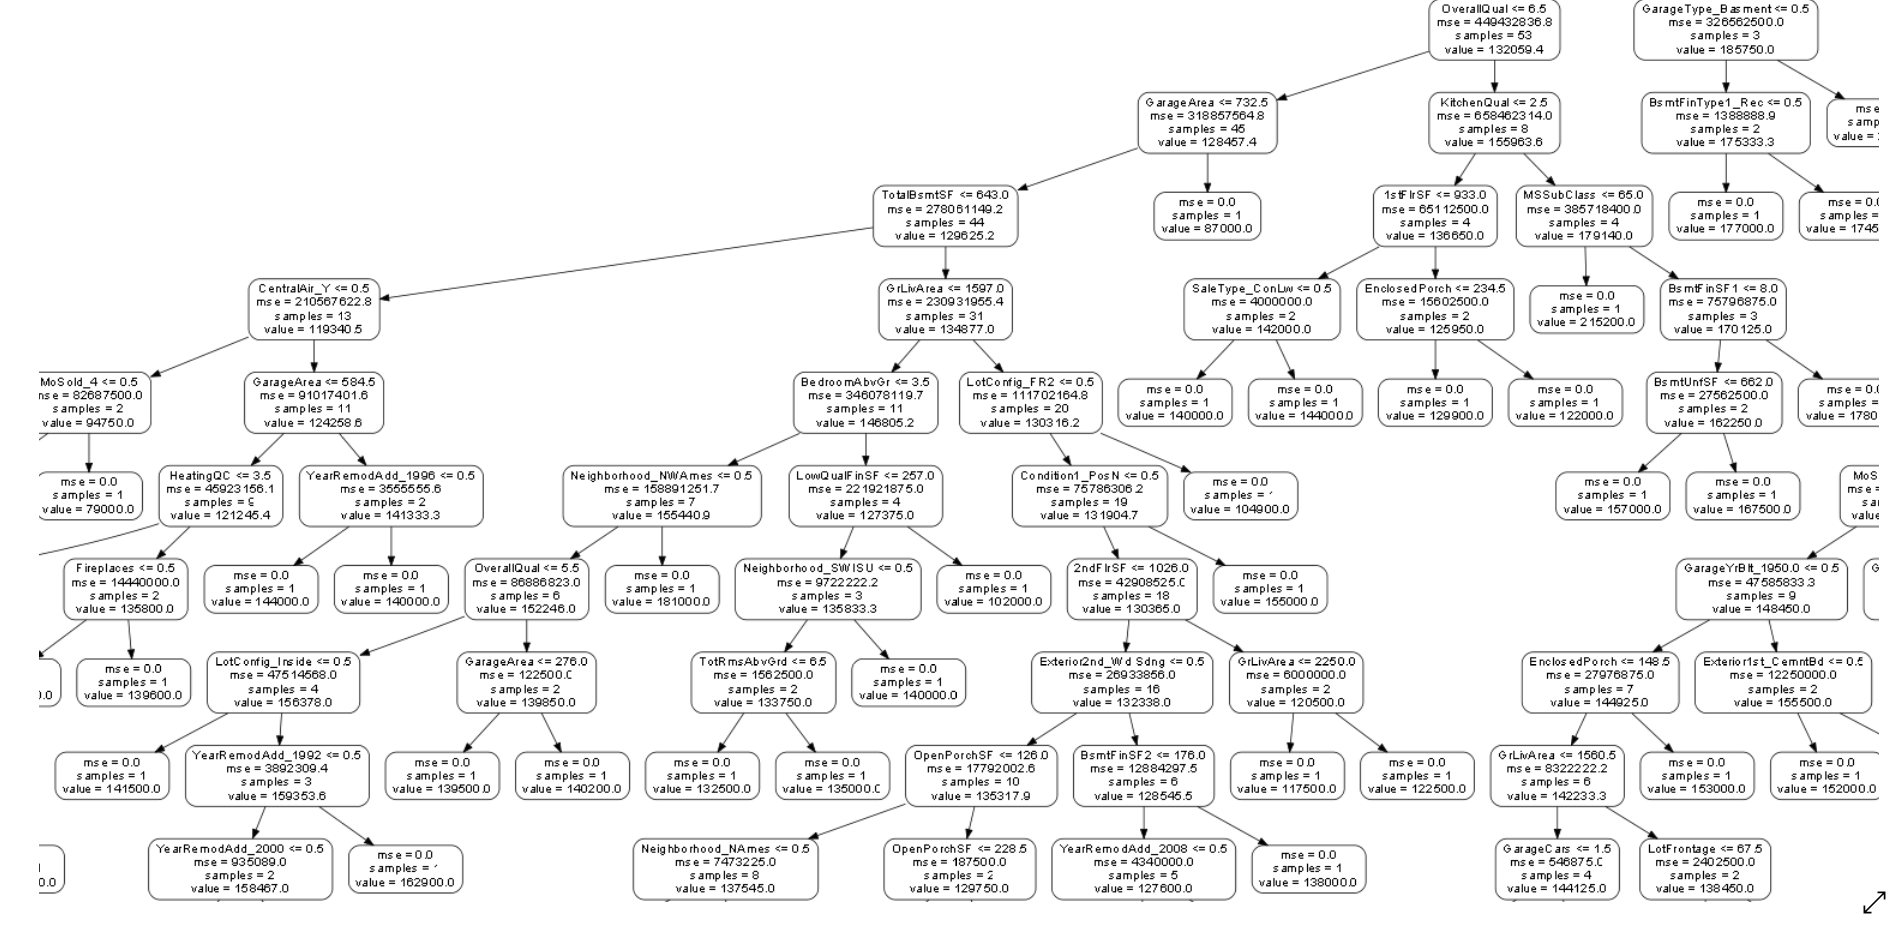 OverallQual <= 6.5
mse = 449432836.8
samples = 53
value = 132059.4
GarageType_Basment <= 0.5
mse = 326562500.0
samples = 3
value = 185750.0
GarageArea <= 732.5
mse = 318857564.8
samples = 45
value = 128457.4
KitchenQual <= 2.5
mse = 658462314.0
samples = 8
value = 155963.6
BsmtFinType1_Rec <= 0.5
mse = 1388888.9
samples = 2
value = 175333.3
mse
samp
value =
TotalBsmtSF <= 643.0
mse = 278061149.2
samples = 44
value = 129625.2
mse = 0.0
samples = 1
value = 87000.0
1stFlrSF <= 933.0
mse = 65112500.0
samples = 4
value = 136650.0
MSSubClass <= 65.0
mse = 385718400.0
samples = 4
value = 179140.0
mse = 0.0
samples = 1
value = 177000.0
mse = 0.0
samples =
value = 1745
CentralAir_Y <= 0.5
mse = 210567622.8
samples = 13
value = 119340.5
GrLivArea <= 1597.0
mse = 230931955.4
samples = 31
value = 134877.0
SaleType_ConLw <= 0.5
mse = 4000000.0
samples = 2
value = 142000.0
EnclosedPorch <= 234.5
mse = 15602500.0
samples = 2
value = 125950.0
mse = 0.0
samples = 1
value = 215200.0
BsmtFinSF1 <= 8.0
mse = 75796875.0
samples = 3
value = 170125.0
MoSold_4 <= 0.5
mse = 82687500.0
samples = 2
value = 94750.0
GarageArea <= 584.5
mse = 91017401.6
samples = 11
value = 124258.6
BedroomAbvGr <= 3.5
mse = 346078119.7
samples = 11
value = 146805.2
LotConfig_FR2 <= 0.5
mse = 111702164.8
samples = 20
value = 130316.2
mse = 0.0
samples = 1
value = 140000.0
mse = 0.0
samples = 1
value = 144000.0
mse = 0.0
samples = 1
value = 129900.0
mse = 0.0
samples = 1
value = 122000.0
BsmtUnfSF <= 662.0
mse = 27562500.0
samples = 2
value = 162250.0
mse = 0.0
samples =
value = 1780
mse = 0.0
samples = 1
value = 79000.0
HeatingQC <= 3.5
mse = 45923156.1
samples =
value = 121245.4
YearRemodAdd_1996 <= 0.5
mse = 3555555.6
samples = 2
value = 141333.3
Neighborhood_NWAmes <= 0.5
mse = 158891251.7
samples = 7
value = 155440.9
LowQualFinSF <= 257.0
mse = 221921875.0
samples = 4
value = 127375.0
Condition1_PosN <= 0.5
mse = 75786306.2
samples = 19
value = 131904.7
mse = 0.0
samples =
value = 104900.0
mse = 0.0
samples = 1
value = 157000.0
mse = 0.0
samples = 1
value = 167500.0
MoS
mse =
sa
value
Fireplaces <= 0.5
mse = 14440000.0
samples = 2
value = 135800.0
mse = 0.0
samples = 1
value = 144000.0
mse = 0.0
samples = 1
value = 140000.0
OverallQual <= 5.5
mse = 86886823.0
samples = 6
value = 152246.0
mse = 0.0
samples = 1
value = 181000.0
Neighborhood_SWISU <= 0.5
mse = 9722222.2
samples = 3
value = 135833.3
mse = 0.0
samples = 1
value = 102000.0
2ndFlrSF <= 1026.0
mse = 42908525.
samples = 18
value = 130365.0
mse = 0.0
samples = 1
value = 155000.0
GarageYrBlt_1950.0 <= 0.5
mse = 47585833.3
samples = 9
value = 148450.0
G
0.0
mse = 0.0
samples = 1
value = 139600.0
LotConfig_Inside <= 0.5
mse = 47514568.0
samples = 4
value = 156378.0
GarageArea <= 276.0
mse = 122500.
samples = 2
value = 139850.0
TotRmsAbvGrd <= 6.5
mse = 1562500.0
samples = 2
value = 133750.0
mse = 0.0
samples = 1
value = 140000.0
Exterior2nd_Wd Sdng <= 0.5
mse = 26933856.0
samples = 16
value = 132338.0
GrLivArea <= 2250.0
mse = 6000000.0
samples = 2
value = 120500.0
EnclosedPorch <= 148.5
mse = 27976875.0
samples = 7
value = 144925.0
Exterior1st_CemntBd <= 0.5
mse = 12250000.0
samples = 2
value = 155500.0
mse = 0.0
samples = 1
value = 141500.0
YearRemodAdd_1992 <= 0.5
mse = 3892309.4
samples = 3
value = 159353.6
mse = 0.0
samples = 1
value = 139500.0
mse = 0.0
samples = 1
value = 140200.0
mse = 0.0
samples = 1
value = 132500.0
mse = 0.0
samples = 1
value = 135000.
OpenPorchSF <= 126.0
mse = 17792002.6
samples = 10
value = 135317.9
BsmtFinSF2 <= 176.0
mse = 12884297.5
samples = 6
value = 128545.5
mse = 0.0
samples = 1
value = 117500.0
mse = 0.0
samples = 1
value = 122500.0
GrLivArea <= 1560.5
mse = 8322222.2
samples = 6
value = 142233.3
mse = 0.0
samples = 1
value = 153000.0
mse = 0.0
samples = 1
value = 152000.0
0.0
YearRemodAdd_2000 <= 0.5
mse = 935089.0
samples = 2
value = 158467.0
mse = 0.0
samples =
value = 162900.0
Neighborhood_NAmes <= 0.5
mse = 7473225.0
samples = 8
value = 137545.0
OpenPorchSF <= 228.5
mse = 187500.0
samples = 2
value = 129750.0
YearRemodAdd_2008 <= 0.5
mse = 4340000.0
samples = 5
value = 127600.0
mse = 0.0
samples = 1
value = 138000.0
GarageCars <= 1.5
mse = 546875.
samples = 4
value = 144125.0
LotFrontage <= 67.5
mse = 2402500.0
samples = 2
value = 138450.0